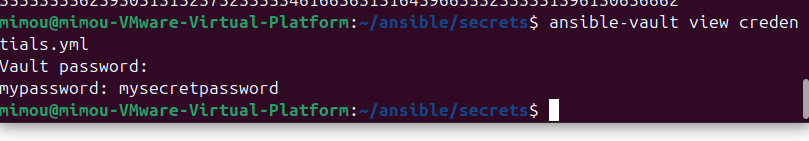 mimou@mimou-VMware-Virtual-Platform:~/ansible/secrets$ ansible-vault view creden
tials.yml
Vault password:
mypassword: mysecretpassword
mimou@mimou-VMware-Virtual-Platform:~/ansible/secrets$